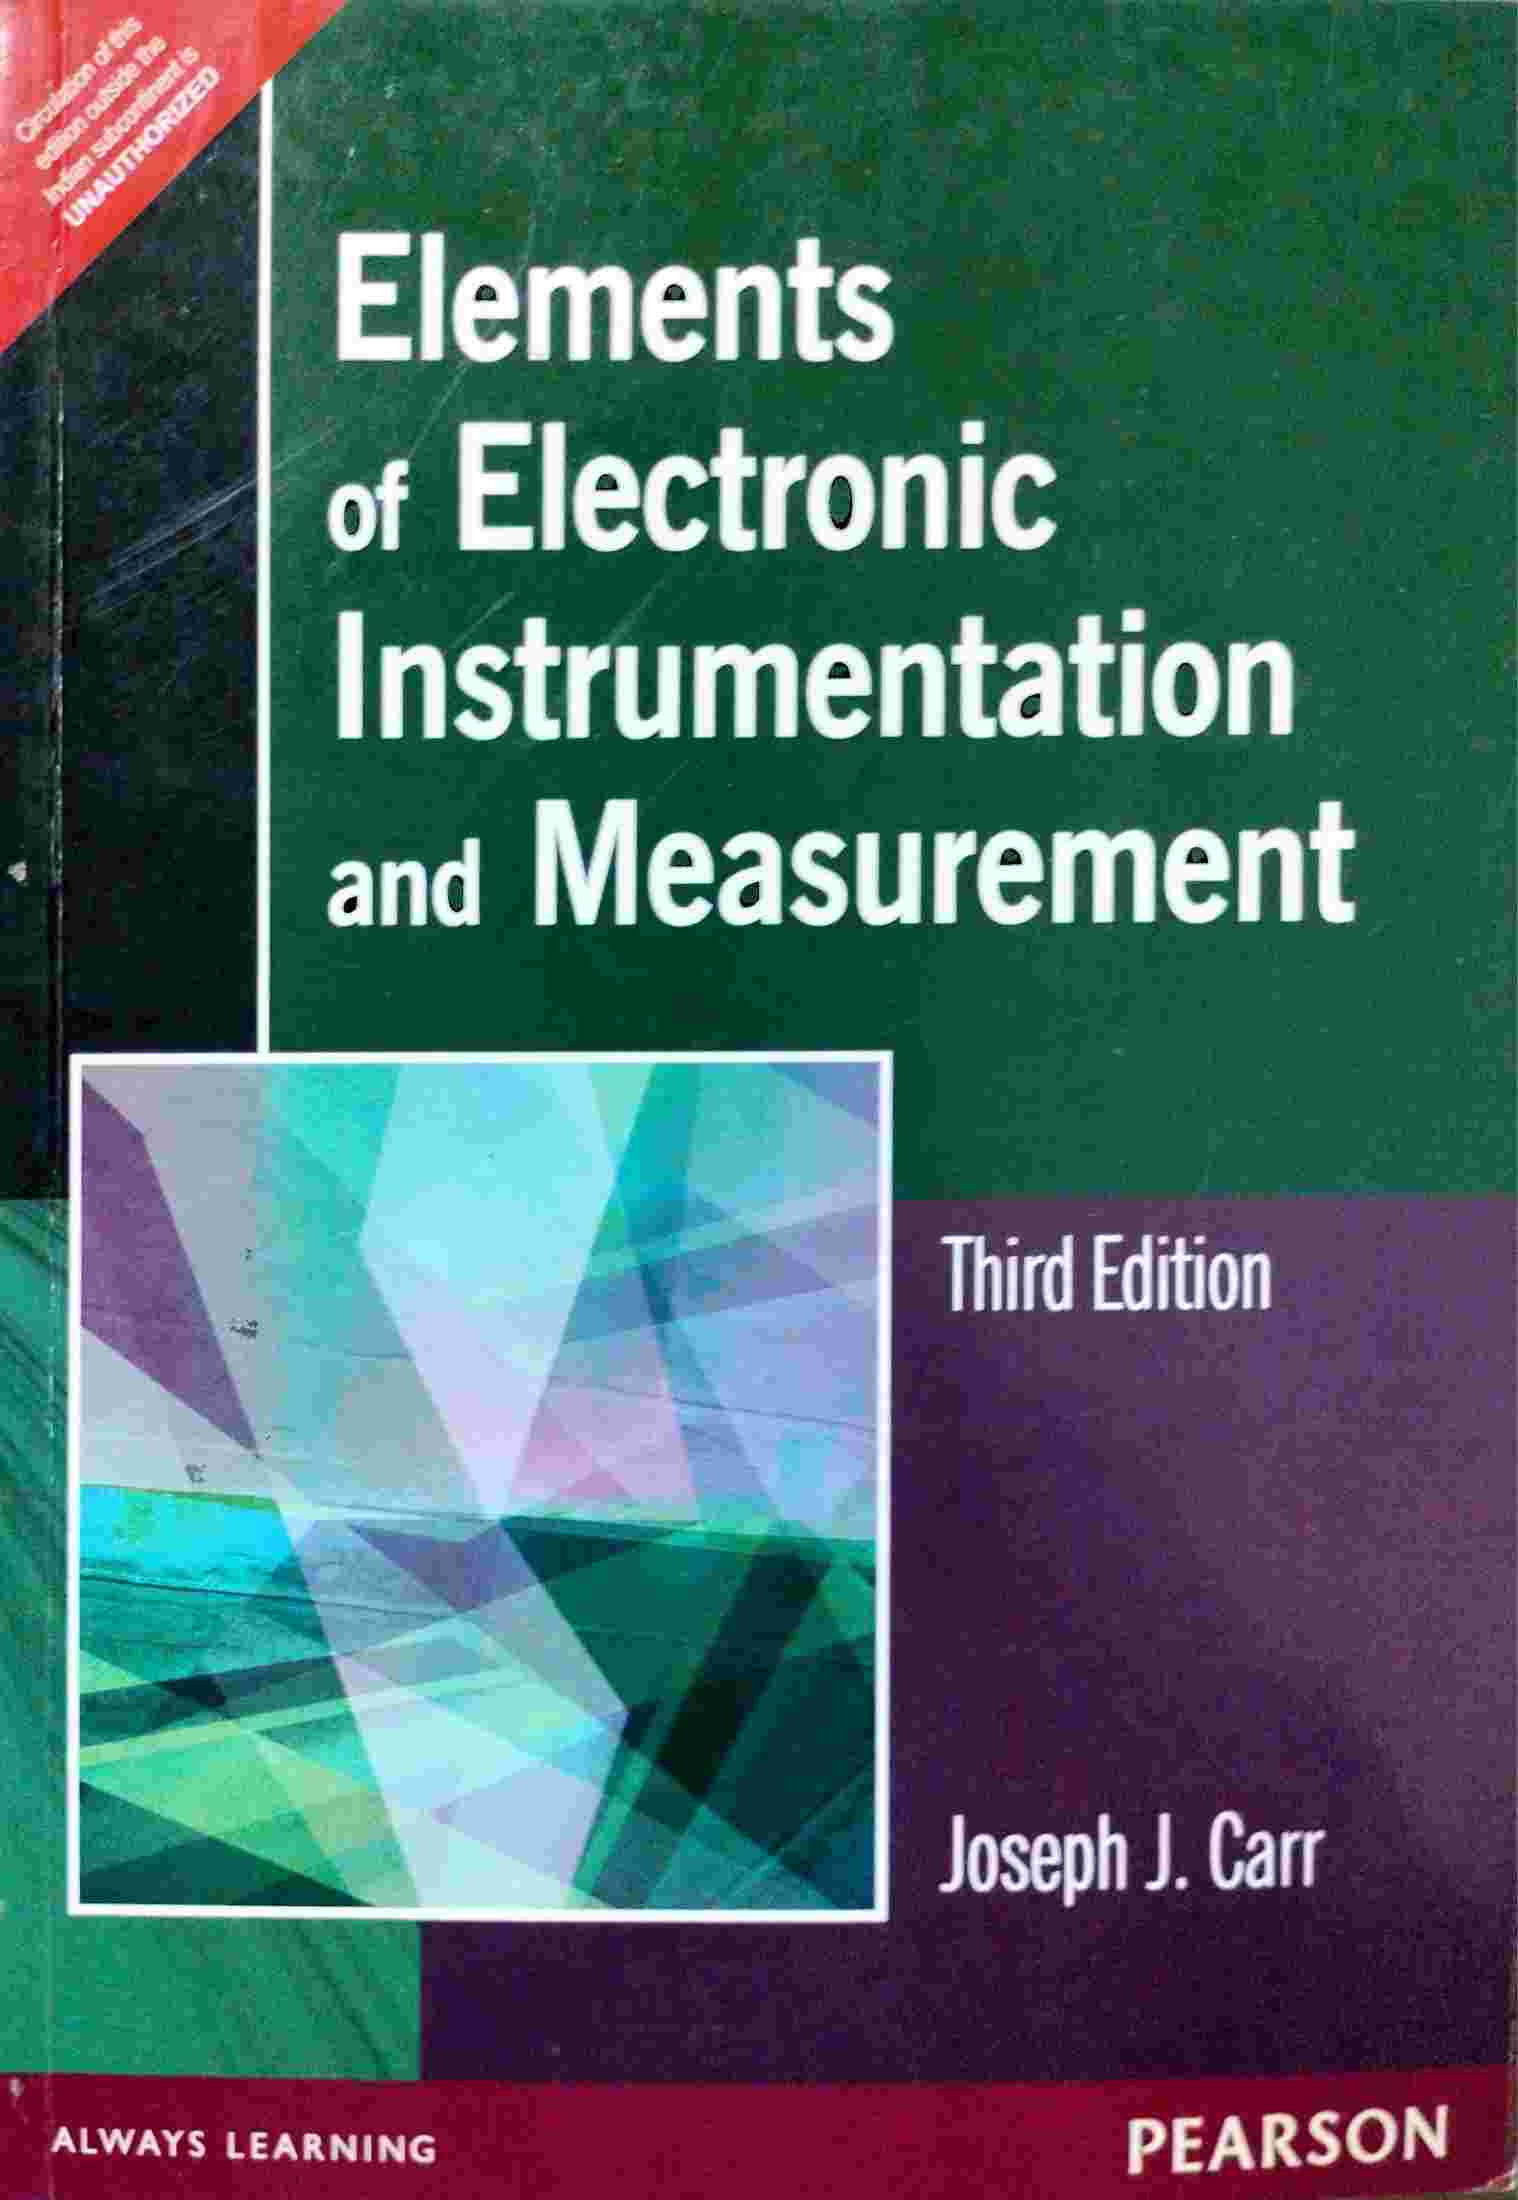 Circulation of this
edition outside the
Indian subcontinent is
UNAUTHORIZED
Elements
of Electronic
Instrumentation
and Measurement
Third Edition
Joseph J. Carr
ALWAYS LEARNING
PEARSON